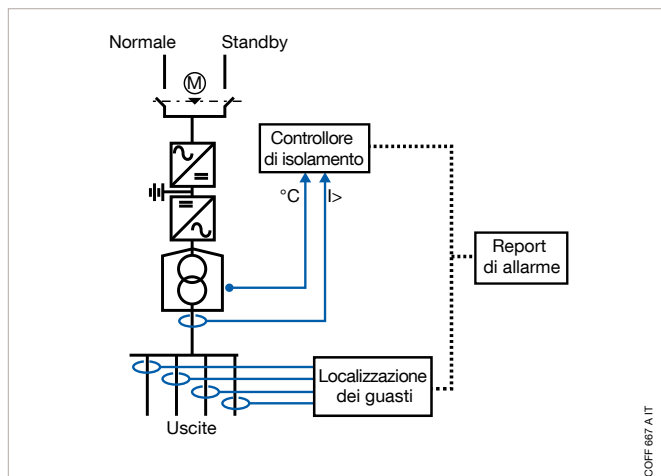 Normale
Standby
M
Controllore
di isolamento
°C
I>
Report
di allarme
Localizzazione
dei guasti
Uscite
COFF 667 A IT